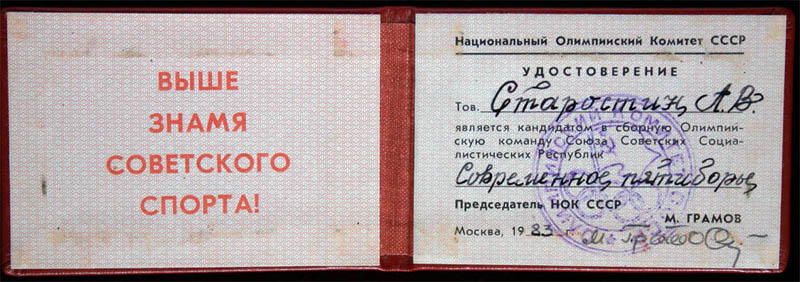 ВЫШЕ
ЗНАМЯ
СОВЕТСКОГО
СПОРТА!
Национальный Олимпийский Комитет СССР
УДОСТОВЕРЕНИЕ
Тов. Старостин А.В.
является кандидатом в сборную Олимпий-
скую команду Союза Советских Социа-
листических Республик
Современное пятиборье
Председатель НОК СССР
М. ГРАМОВ
Москва, 1983 г.